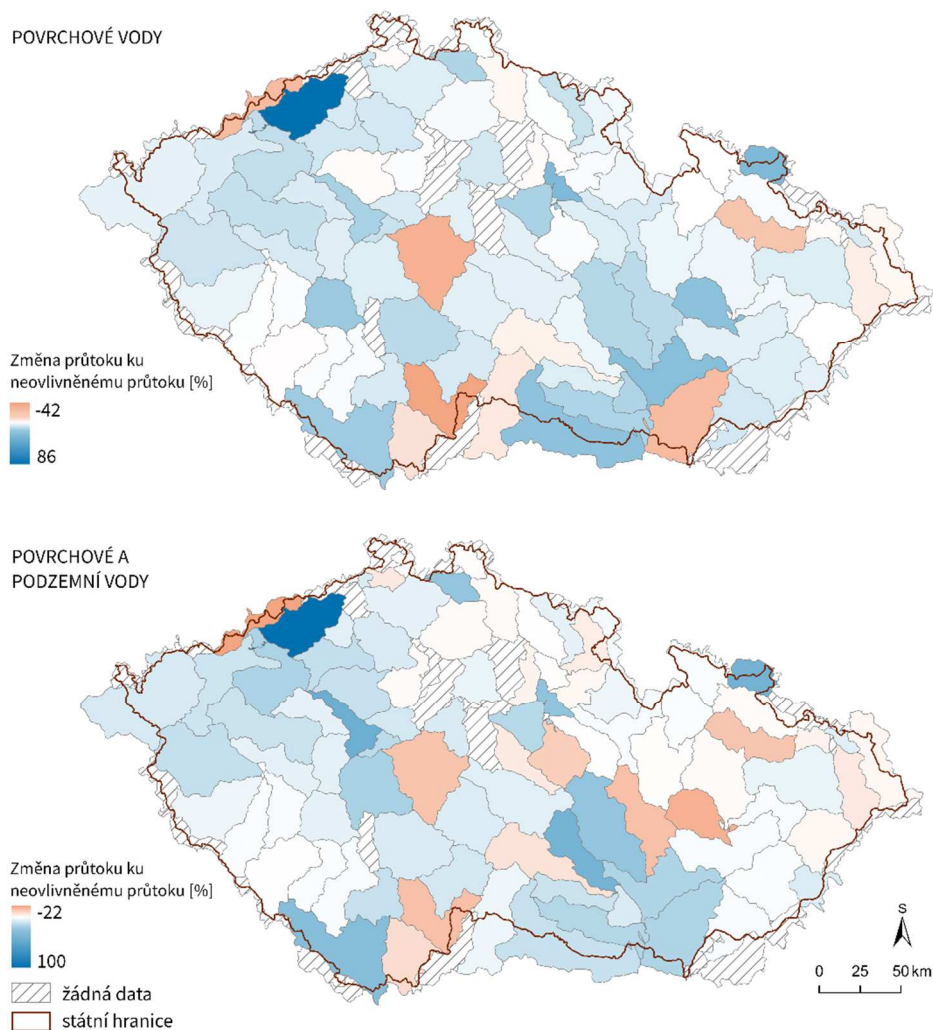 POVRCHOVÉ VODY
Změna průtoku ku
neovlivněnému průtoku [%]
-42
86
POVRCHOVÉ A
PODZEMNÍ VODY
Změna průtoku ku
neovlivněnému průtoku [%]
-22
100
žádná data
státní hranice
S
0 25 50 km